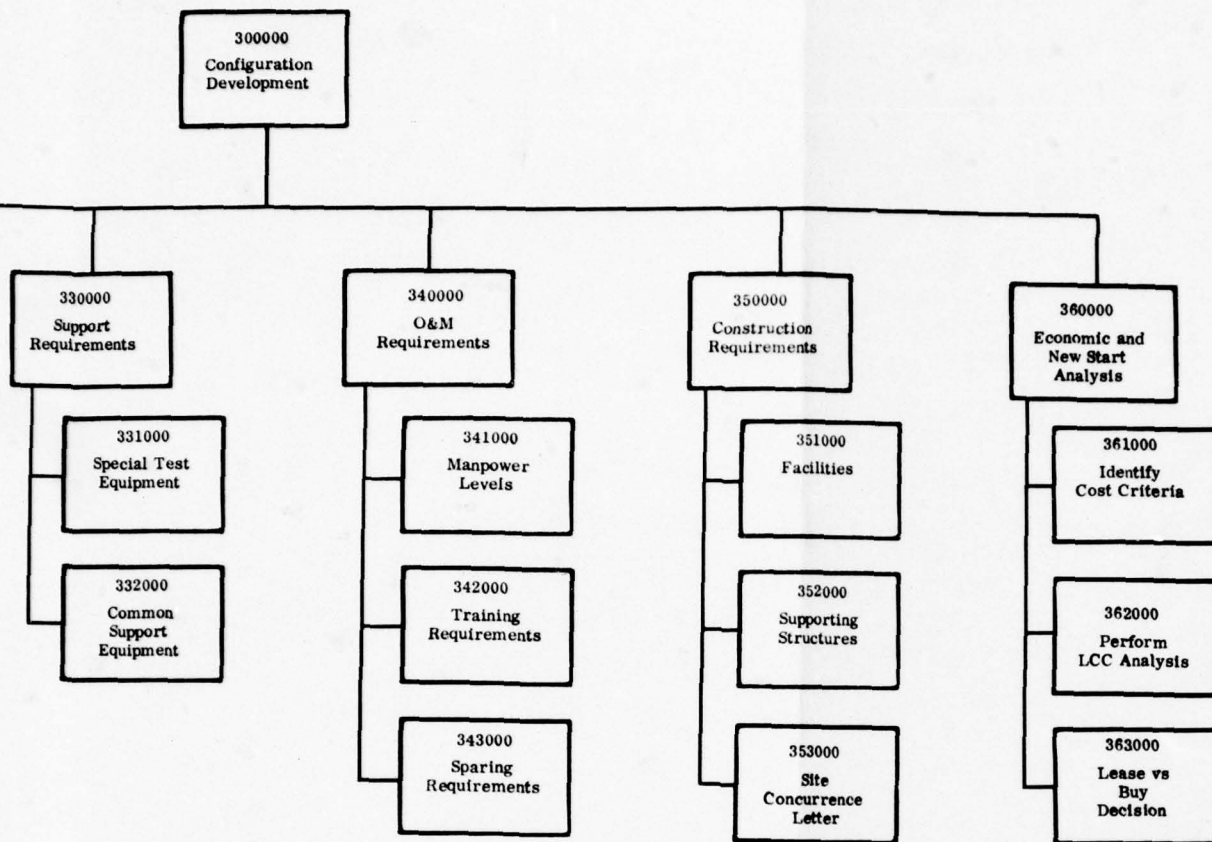 300000
Configuration
Development
330000
Support
Requirements
331000
Special Test
Equipment
332000
Common
Support
Equipment
340000
O&M
Requirements
341000
Manpower
Levels
342000
Training
Requirements
343000
Sparing
Requirements
350000
Construction
Requirements
351000
Facilities
352000
Supporting
Structures
353000
Site
Concurrence
Letter
360000
Economic and
New Start
Analysis
361000
Identify
Cost Criteria
362000
Perform
LCC Analysis
363000
Lease vs
Buy
Decision